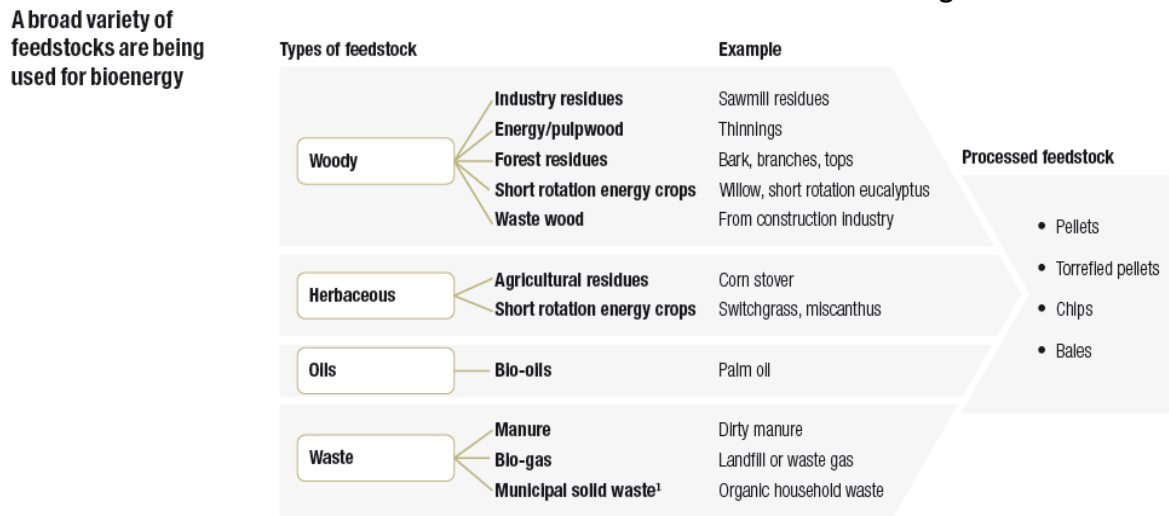 A broad variety of
feedstocks are being
used for bioenergy
Types of feedstock Example
Woody
Industry residues Sawmill residues
Energy/pulpwood Thinnings
Forest residues Bark, branches, tops
Short rotation energy crops Willow, short rotation eucalyptus
Waste wood From construction industry
Herbaceous
Agricultural residues Corn stover
Short rotation energy crops Switchgrass, miscanthus
Oils
Bio-oils Palm oil
Waste
Manure Dirty manure
Bio-gas Landfill or waste gas
Municipal solid waste¹ Organic household waste
Processed feedstock
• Pellets
• Torrefied pellets
• Chips
• Bales